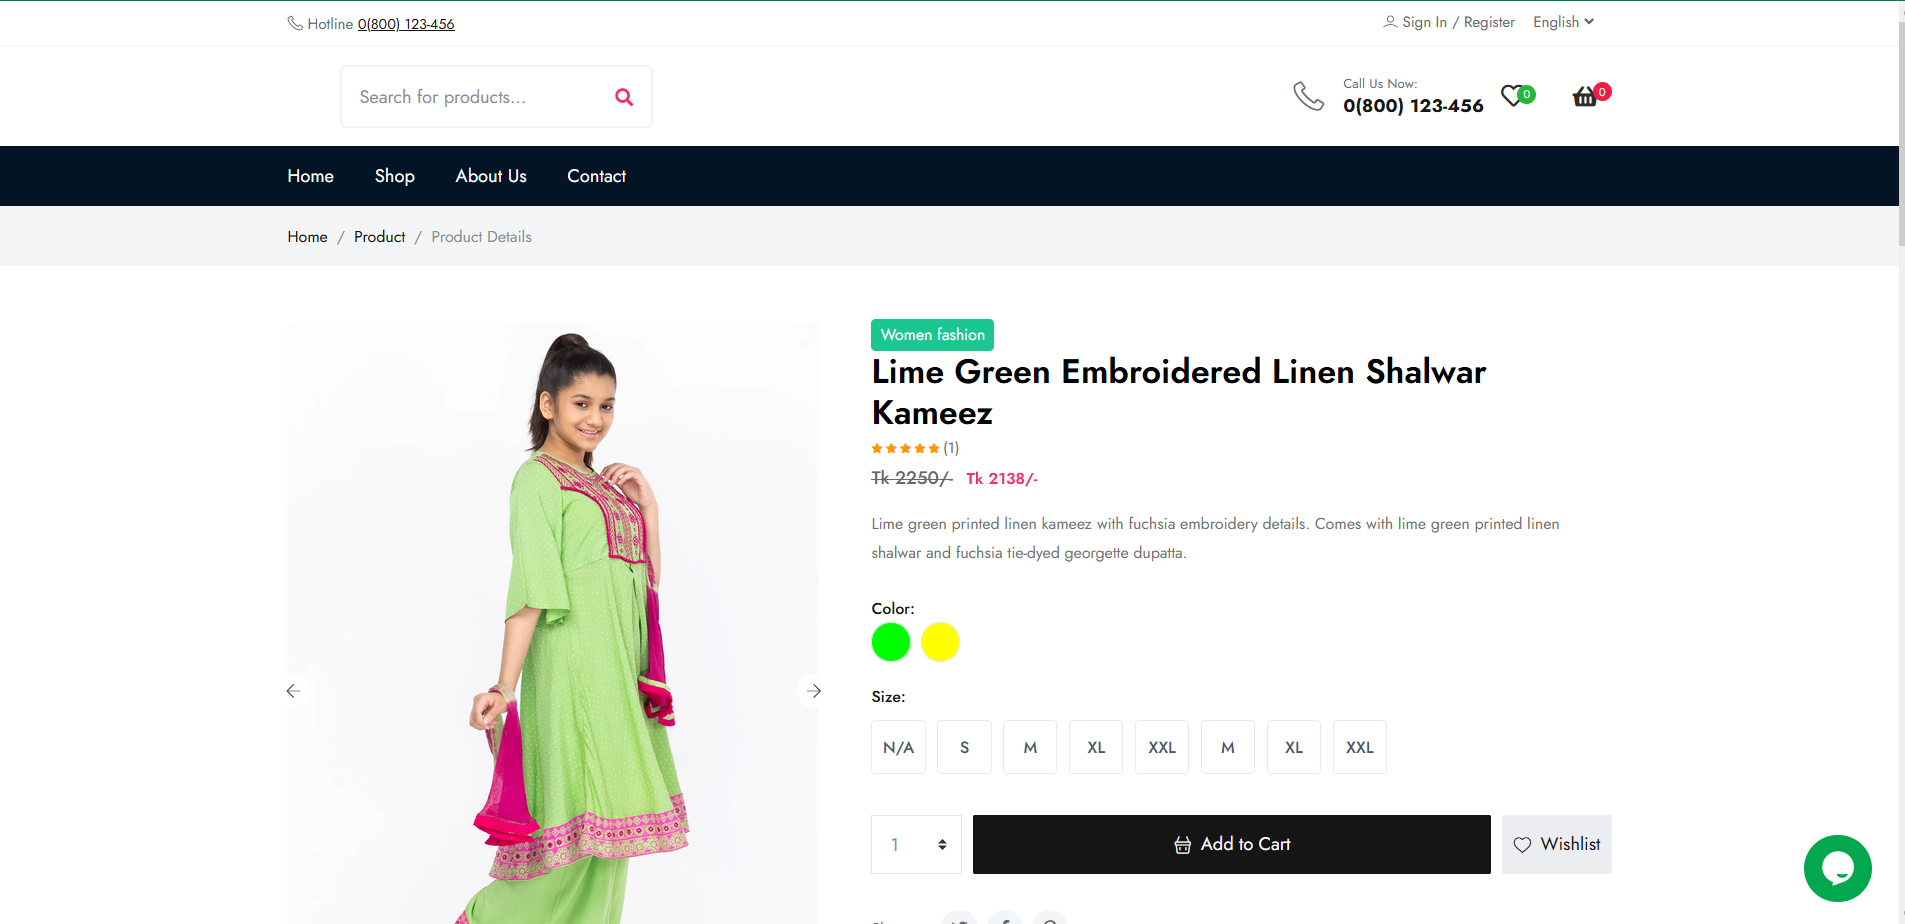 Hotline 0(800) 123-456
Sign In / Register
English
Search for products...
Call Us Now:
0(800) 123-456
0
0
Home
Shop
About Us
Contact
Home / Product / Product Details
Women fashion
Lime Green Embroidered Linen Shalwar
Kameez
(1)
Tk 2250/- Tk 2138/-
Lime green printed linen kameez with fuchsia embroidery details. Comes with lime green printed linen
shalwar and fuchsia tie-dyed georgette dupatta.
Color:
Size:
N/A
S
M
XL
XXL
M
XL
XXL
1
Add to Cart
Wishlist